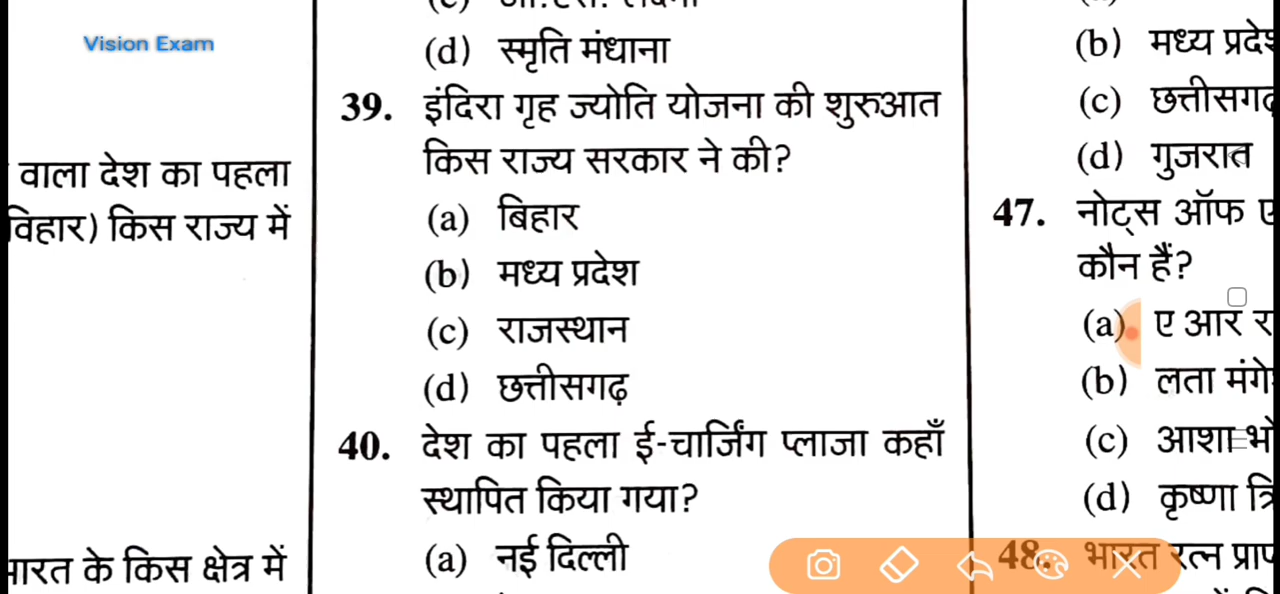 Vision Exam
वाला देश का पहला
विहार) किस राज्य में
भारत के किस क्षेत्र में
(d) स्मृति मंधाना
39. इंदिरा गृह ज्योति योजना की शुरुआत
किस राज्य सरकार ने की?
(a) बिहार
(b) मध्य प्रदेश
(c) राजस्थान
(d) छत्तीसगढ़
40. देश का पहला ई-चार्जिंग प्लाजा कहाँ
स्थापित किया गया?
(a) नई दिल्ली
(b) मध्य प्रदेश
(c) छत्तीसगढ़
(d) गुजरात
47. नोट्स ऑफ
कौन हैं?
(a) ए आर
(b) लता
(c) आशा
(d) कृष्णा
48. भारत रत्न